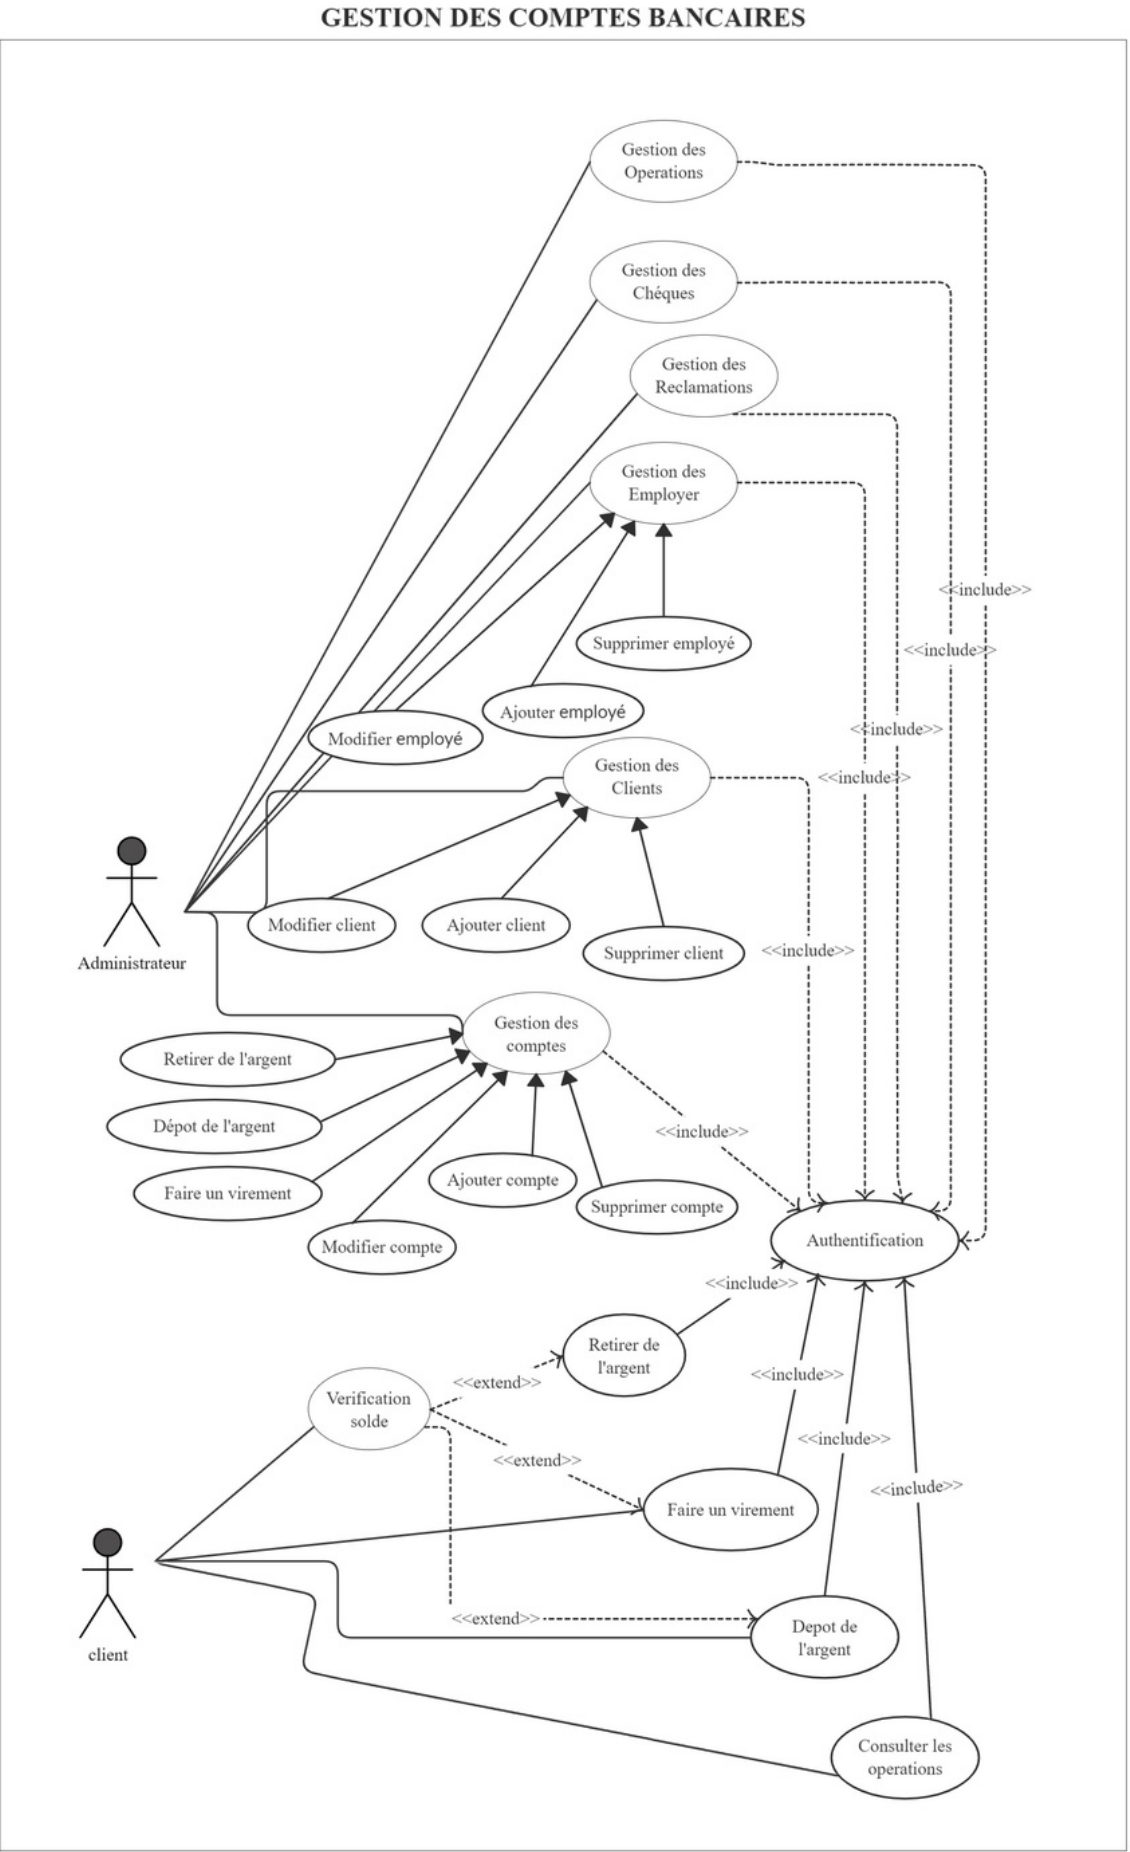 GESTION DES COMPTES BANCAIRES
Gestion des
Operations
Gestion des
Chéques
Gestion des
Reclamations
Gestion des
Employer
<<include>>
Supprimer employé
<<include>>
Ajouter employé
Modifier employé
<<include>>
Gestion des
Clients
<<include>>
Modifier client
Ajouter client
Supprimer client
<<include>>
Administrateur
Gestion des
comptes
Retirer de l'argent
Dépot de l'argent
<<include>>
Faire un virement
Ajouter compte
Supprimer compte
Modifier compte
Authentification
<<include>>
Retirer de
l'argent
<<extend>>
<<include>>
Verification
solde
<<include>>
<<extend>>
<<include>>
Faire un virement
<<extend>>
Depot de
l'argent
client
Consulter les
operations